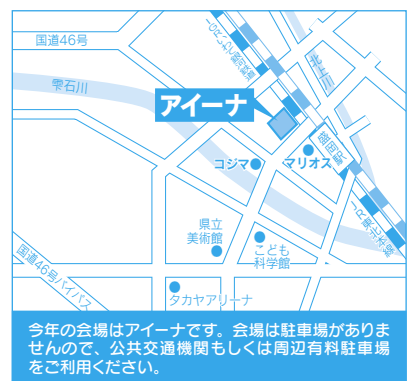 国道46号
IGRいわて銀河鉄道
北上川
雫石川
アイーナ
盛岡駅
コジマ
マリオス
JR東北本線
県立
美術館
こども
科学館
国道46号バイパス
タカヤアリーナ
今年の会場はアイーナです。会場は駐車場がありま
せんので、公共交通機関もしくは周辺有料駐車場
をご利用ください。